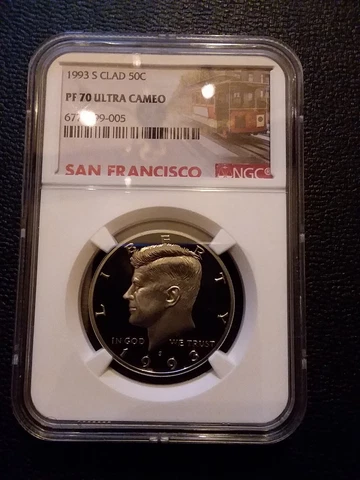 1993 S CLAD 50C
PF 70 ULTRA CAMEO
SAN FRANCISCO NGC®
LIBERTY
IN GOD WE TRUST
S
1993